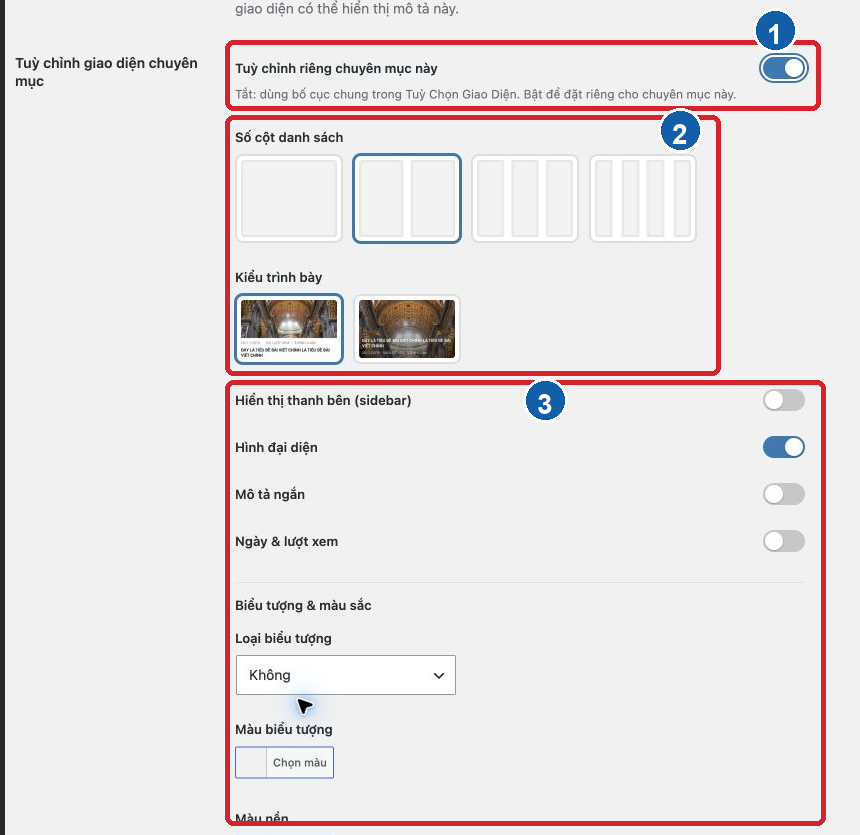 giao diện có thể hiển thị mô tả này.
1
Tuỳ chỉnh giao diện chuyên
mục
Tuỳ chỉnh riêng chuyên mục này
Tắt: dùng bố cục chung trong Tuỳ Chọn Giao Diện. Bật để đặt riêng cho chuyên mục này.
2
Số cột danh sách
Kiểu trình bày
ĐÂY LÀ TIÊU ĐỀ BÀI VIẾT CHÍNH LÀ TIÊU ĐỀ BÀI
VIẾT CHÍNH
ĐÂY LÀ TIÊU ĐỀ BÀI VIẾT CHÍNH LÀ TIÊU ĐỀ BÀI
VIẾT CHÍNH
3
Hiển thị thanh bên (sidebar)
Hình đại diện
Mô tả ngắn
Ngày & lượt xem
Biểu tượng & màu sắc
Loại biểu tượng
Không
Màu biểu tượng
Chọn màu
Màu nền